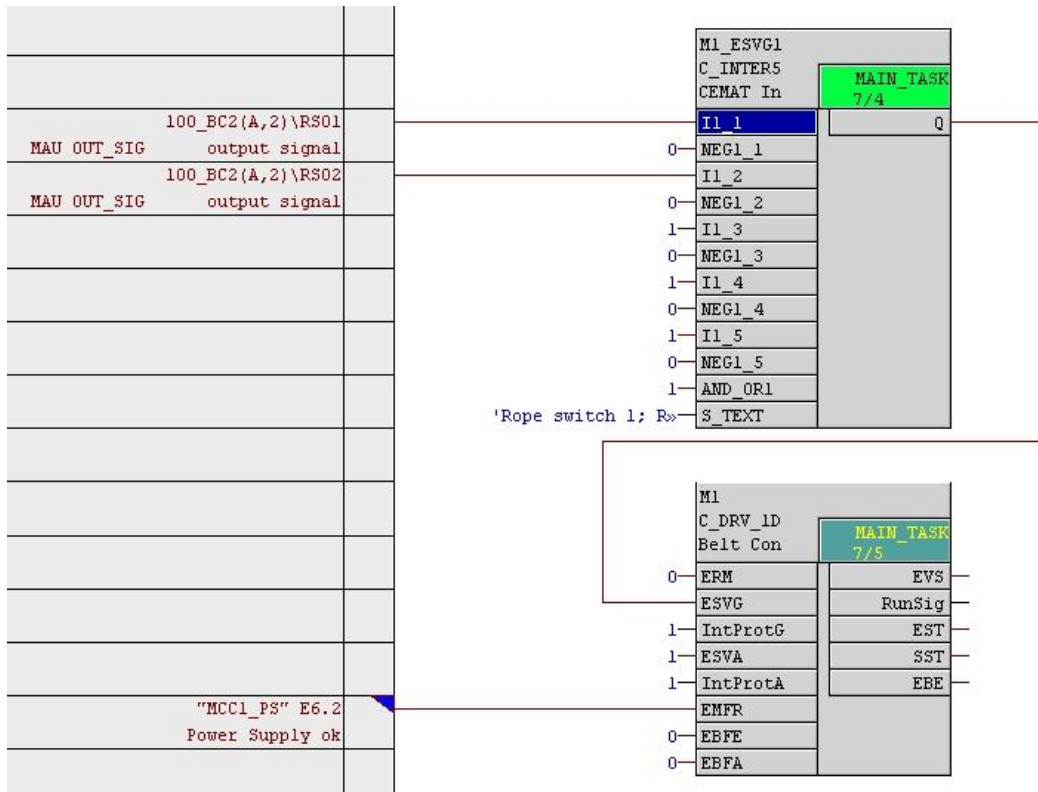 100_BC2(A,2)\RS01
MAU OUT_SIG output signal
100_BC2(A,2)\RS02
MAU OUT_SIG output signal
"MCC1_PS" E6.2
Power Supply ok
M1_ESVG1
C_INTER5
CEMAT In
MAIN_TASK
7/4
I1_1 Q
0 NEG1_1
I1_2
0 NEG1_2
1 I1_3
0 NEG1_3
1 I1_4
0 NEG1_4
1 I1_5
0 NEG1_5
1 AND_OR1
'Rope switch 1; R» S_TEXT
M1
C_DRV_1D
Belt Con
MAIN_TASK
7/5
0 ERM EVS
ESVG RunSig
1 IntProtG EST
1 ESVA SST
1 IntProtA EBE
EMFR
0 EBFE
0 EBFA